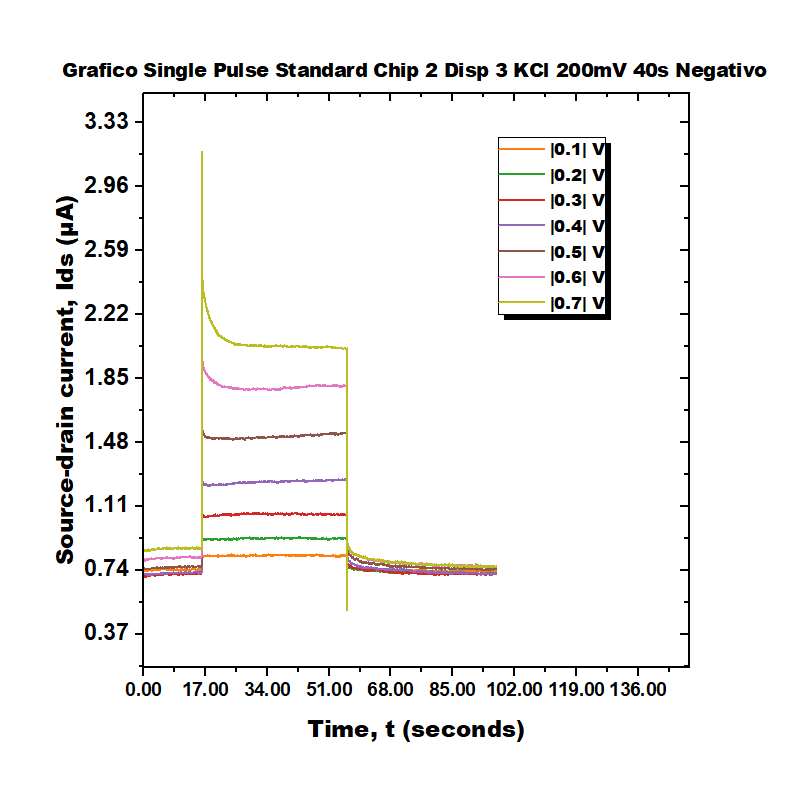 Grafico Single Pulse Standard Chip 2 Disp 3 KCl 200mV 40s Negativo
3.33
2.96
2.59
2.22
1.85
1.48
1.11
0.74
0.37
Source-drain current, Ids (µA)
|0.1| V
|0.2| V
|0.3| V
|0.4| V
|0.5| V
|0.6| V
|0.7| V
0.00 17.00 34.00 51.00 68.00 85.00 102.00 119.00 136.00
Time, t (seconds)